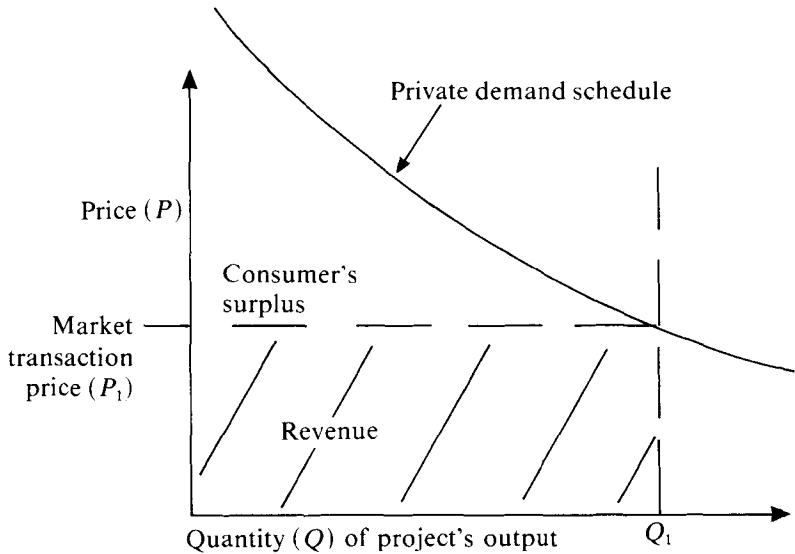 Private demand schedule
Price (P)
Consumer's
surplus
Market
transaction
price (P₁)
Revenue
Quantity (Q) of project's output
Q₁